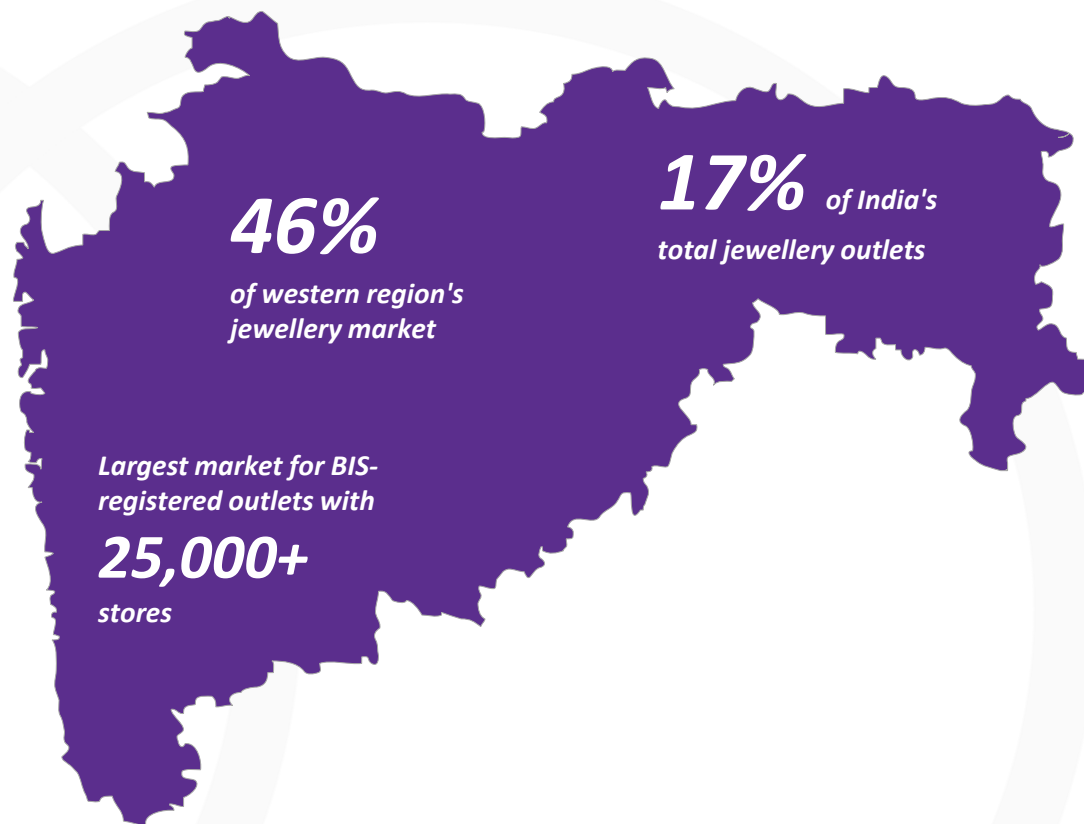 46%
of western region's
jewellery market
17% of India's
total jewellery outlets
Largest market for BIS-
registered outlets with
25,000+
stores